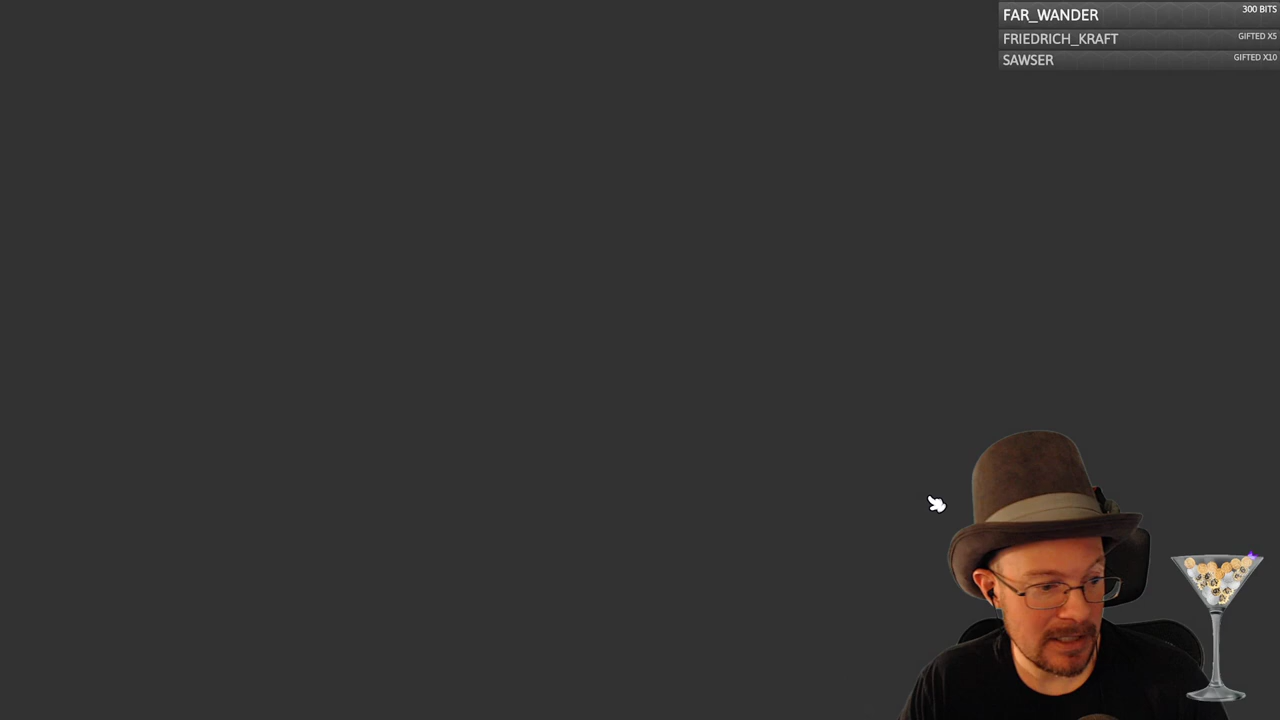 FAR_WANDER 300 BITS
FRIEDRICH_KRAFT GIFTED X5
SAWSER GIFTED X10